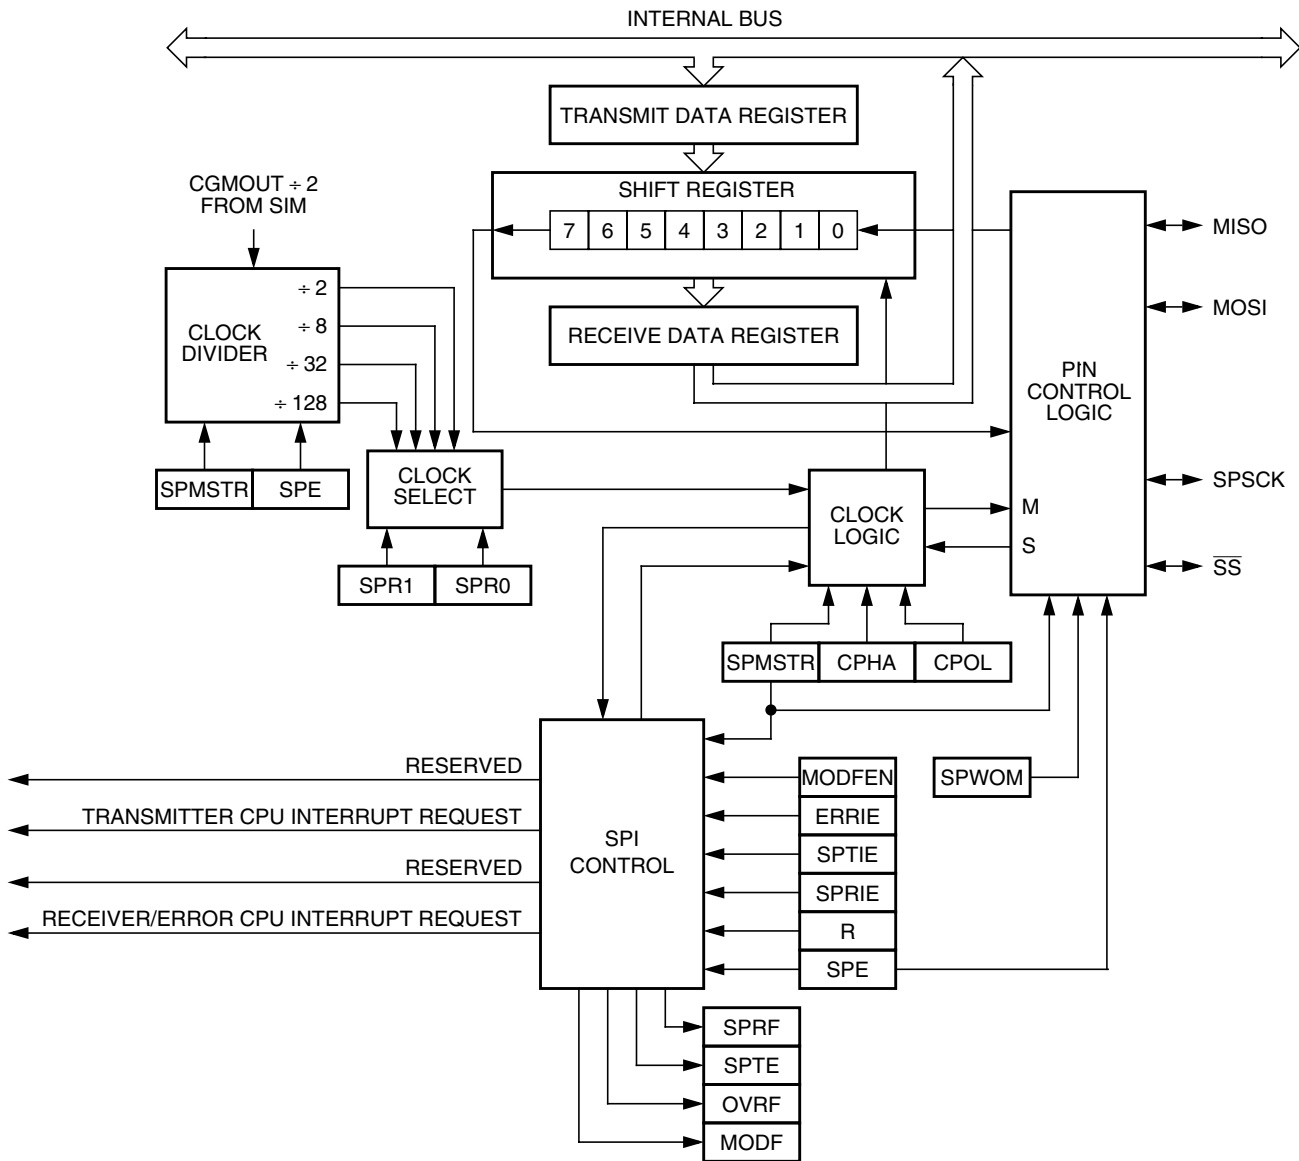 INTERNAL BUS
TRANSMIT DATA REGISTER
SHIFT REGISTER
7 6 5 4 3 2 1 0
RECEIVE DATA REGISTER
CGMOUT ÷ 2
FROM SIM
CLOCK
DIVIDER
÷ 2
÷ 8
÷ 32
÷ 128
SPMSTR SPE
CLOCK
SELECT
SPR1 SPR0
CLOCK
LOGIC
PIN
CONTROL
LOGIC
M
S
MISO
MOSI
SPSCK
SS
SPMSTR CPHA CPOL
SPWOM
RESERVED
TRANSMITTER CPU INTERRUPT REQUEST
RESERVED
RECEIVER/ERROR CPU INTERRUPT REQUEST
SPI
CONTROL
MODFEN
ERRIE
SPTIE
SPRIE
R
SPE
SPRF
SPTE
OVRF
MODF